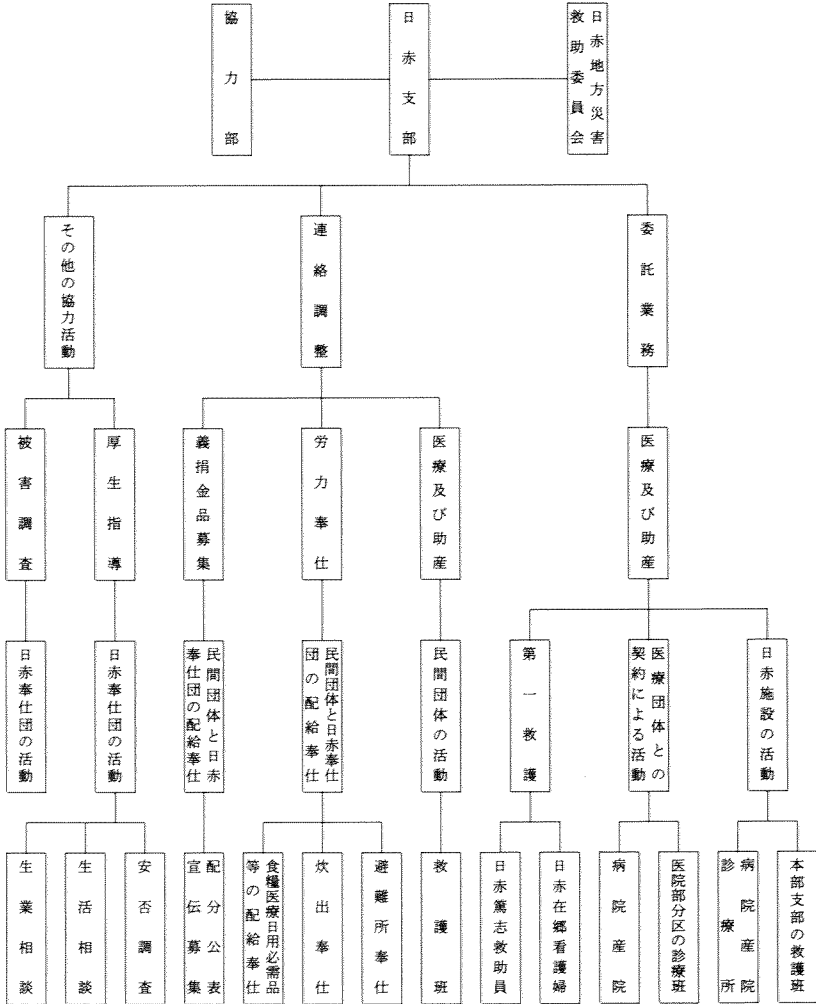 日赤地方災害
救助委員会
日赤支部
協力部
委託業務
連絡調整
その他の協力活動
医療及び助産
医療及び助産
労力奉仕
義捐金品募集
厚生指導
被害調査
日赤施設の活動
医療団体との
契約による活動
第一救護
民間団体の活動
民間団体と日赤奉仕
団の配給奉仕
民間団体と日赤
奉仕団の配給奉仕
日赤奉仕団の活動
日赤奉仕団の活動
本部支部の救護班
病院産院
診療所
医院部分区の診療班
病院産院
日赤在郷看護婦
日赤篤志救助員
救護班
避難所奉仕
炊出奉仕
食糧医療日用必需品
等の配給奉仕
配分公表
宣伝募集
安否調査
生活相談
生業相談